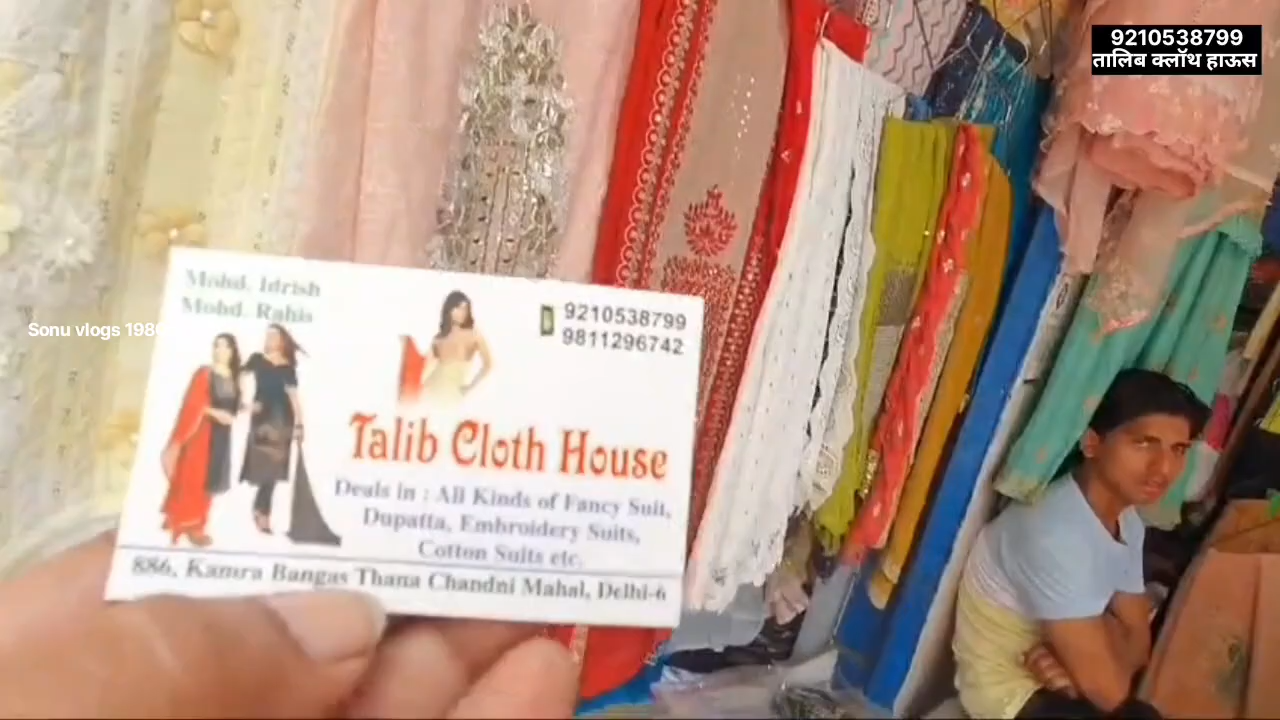 9210538799
तालिब क्लॉथ हाऊस
Mohd. Idrish
Mohd. Rahis
9210538799
9811296742
Sonu vlogs 198
Talib Cloth House
Deals in : All Kinds of Fancy Suit,
Dupatta, Embroidery Suits,
Cotton Suits etc.
886, Kamra Bangas Thana Chandni Mahal, Delhi-6